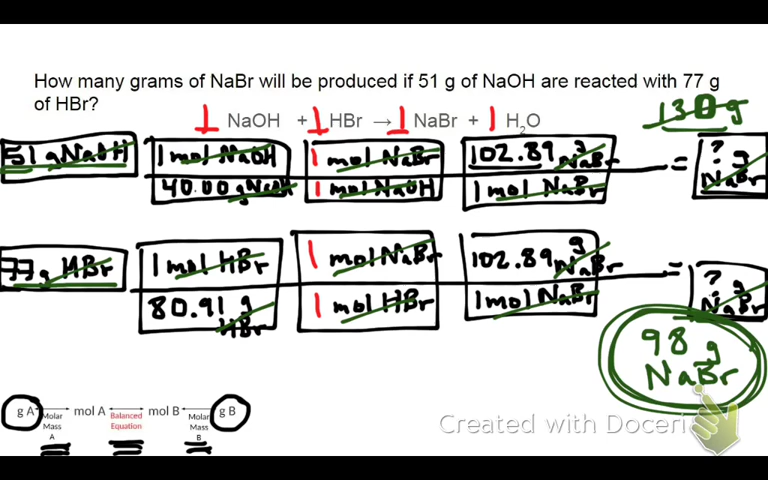 How many grams of NaBr will be produced if 51 g of NaOH are reacted with 77 g
of HBr?
130 g
1 NaOH + 1 HBr → 1 NaBr + 1 H₂O
51 g NaOH 1 mol NaOH 1 mol NaBr 102.89 g NaBr = ? g NaBr
40.00 g NaOH 1 mol NaOH 1 mol NaBr
77 g HBr 1 mol HBr 1 mol NaBr 102.89 g NaBr = ? g NaBr
80.91 g HBr 1 mol HBr 1 mol NaBr
98 g
NaBr
g A mol A Balanced Equation mol B g B
Molar Mass A Molar Mass B
Created with Doceri